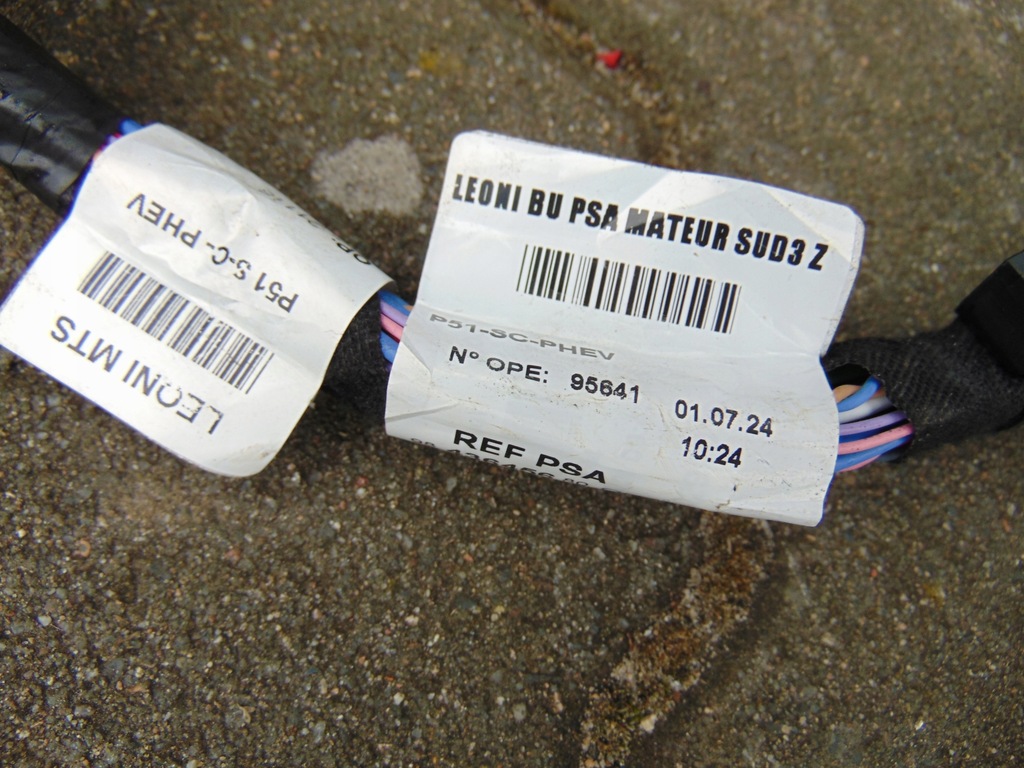 LEONI BU PSA MATEUR SUD3 Z
P51-SC-PHEV
N° OPE: 95641
01.07.24
10:24
REF PSA
LEONI MTS
P51 S-C- PHEV